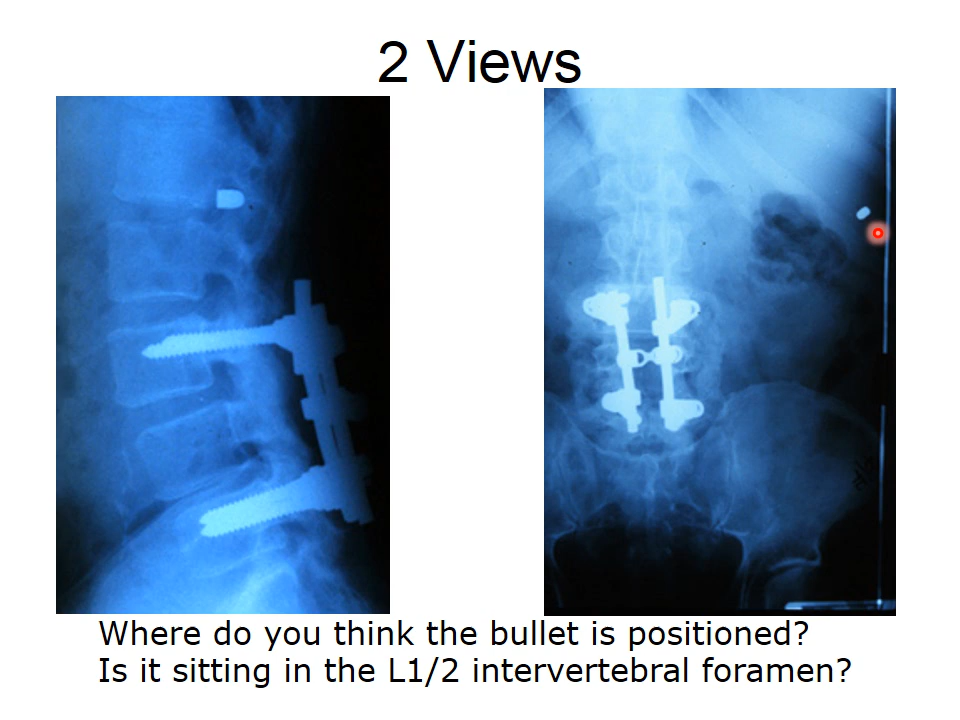 2 Views
Where do you think the bullet is positioned?
Is it sitting in the L1/2 intervertebral foramen?